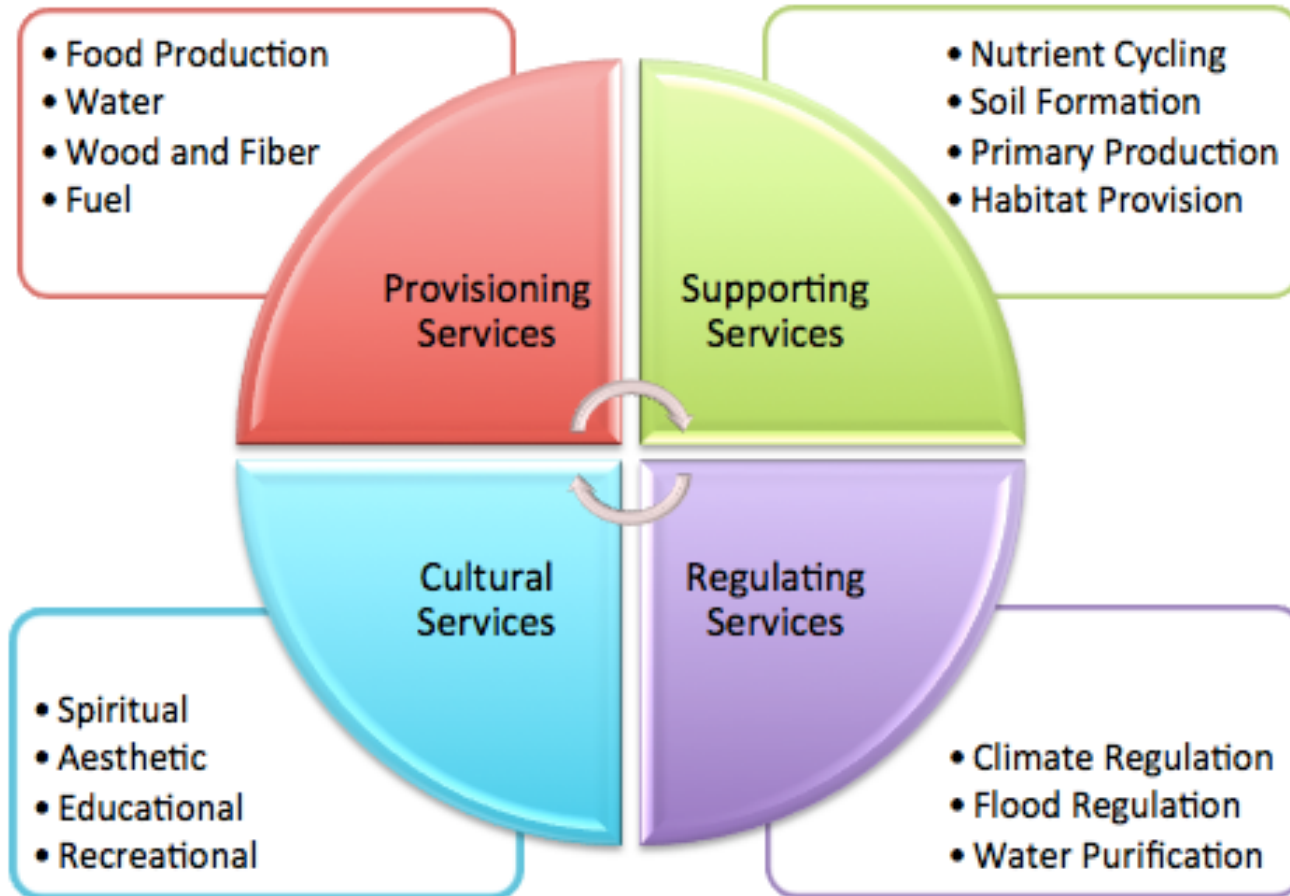 • Food Production
• Water
• Wood and Fiber
• Fuel
• Nutrient Cycling
• Soil Formation
• Primary Production
• Habitat Provision
Provisioning
Services
Supporting
Services
Cultural
Services
Regulating
Services
• Spiritual
• Aesthetic
• Educational
• Recreational
• Climate Regulation
• Flood Regulation
• Water Purification